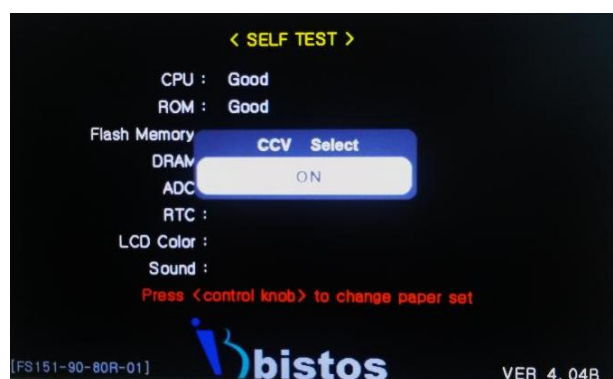 < SELF TEST >
CPU : Good
ROM : Good
Flash Memory
DRAM
ADC
CCV Select
ON
RTC :
LCD Color :
Sound :
Press <control knob> to change paper set
bistos
[FS151-90-80R-01]
VER 4.04B